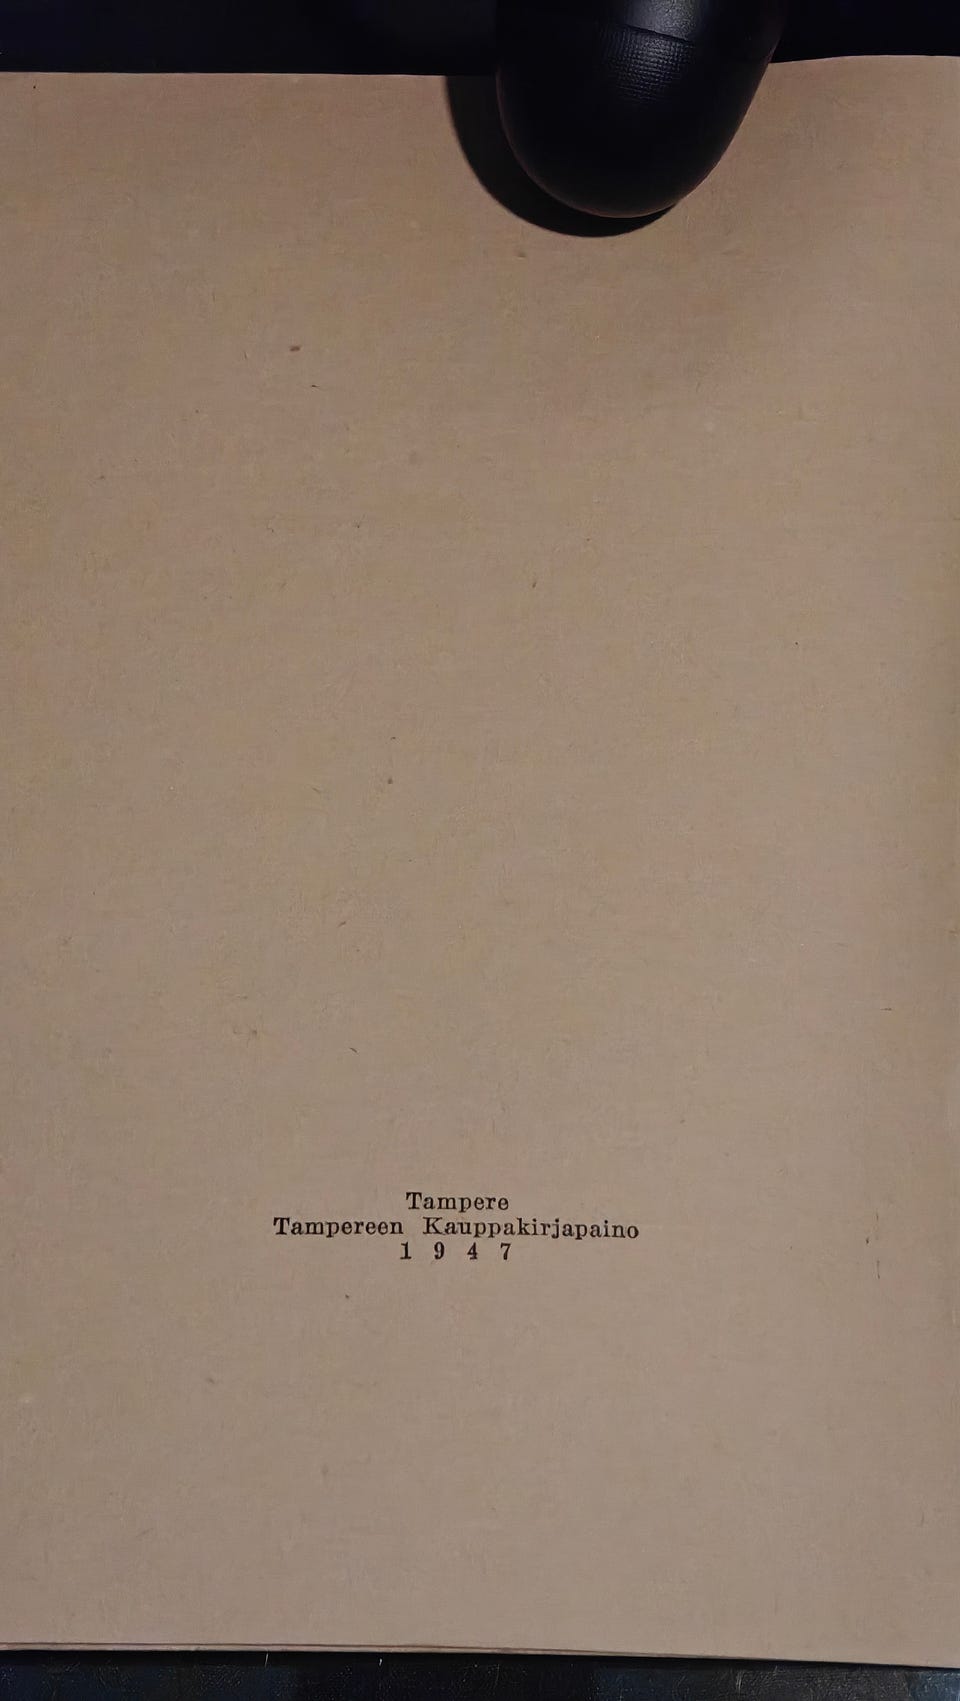 Tampere
Tampereen Kauppakirjapaino
1 9 4 7